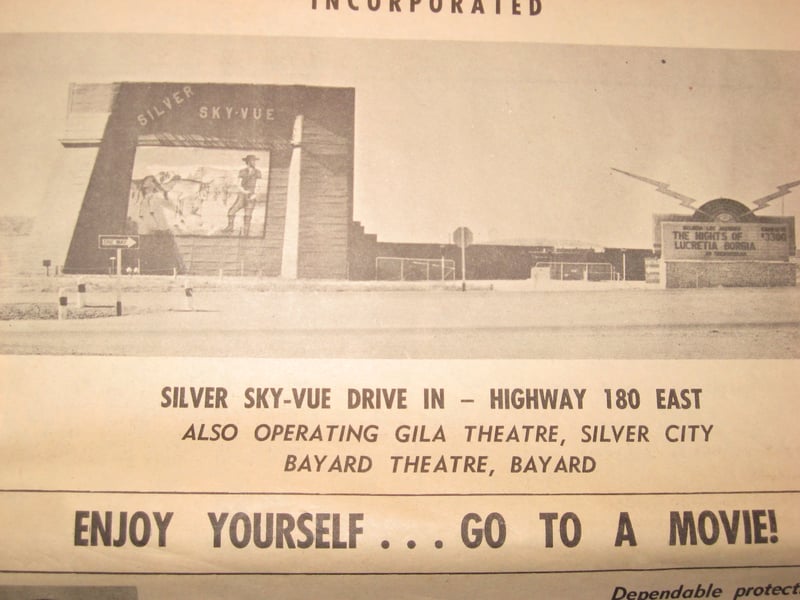 INCORPORATED
SILVER SKY-VUE
ONE WAY
THE NIGHTS OF
LUCRETIA BORGIA
SILVER SKY-VUE DRIVE IN – HIGHWAY 180 EAST
ALSO OPERATING GILA THEATRE, SILVER CITY
BAYARD THEATRE, BAYARD
ENJOY YOURSELF . . . GO TO A MOVIE!
Dependable protect